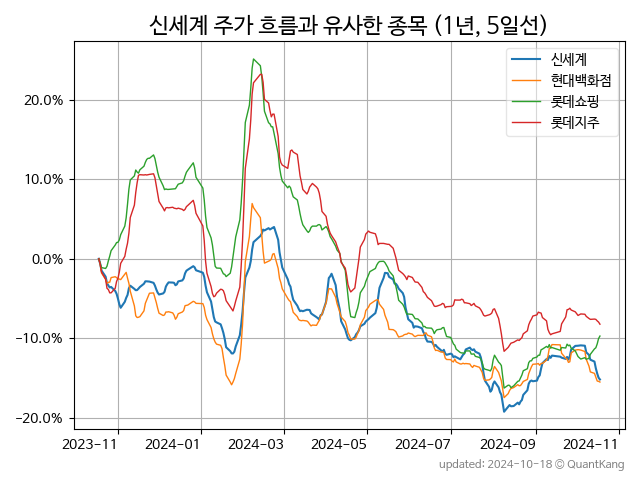 신세계 주가 흐름과 유사한 종목 (1년, 5일선)
신세계
현대백화점
롯데쇼핑
롯데지주
20.0%
10.0%
0.0%
−10.0%
−20.0%
2023−11 2024−01 2024−03 2024−05 2024−07 2024−09 2024−11
updated: 2024-10-18 © QuantKang